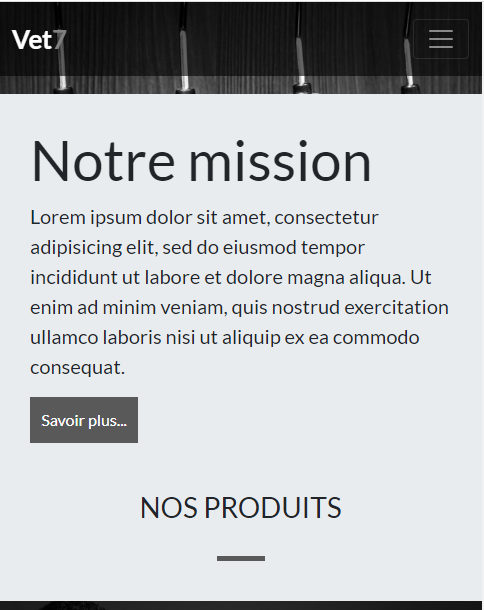 Vet7
Notre mission
Lorem ipsum dolor sit amet, consectetur
adipisicing elit, sed do eiusmod tempor
incididunt ut labore et dolore magna aliqua. Ut
enim ad minim veniam, quis nostrud exercitation
ullamco laboris nisi ut aliquip ex ea commodo
consequat.
Savoir plus...
NOS PRODUITS